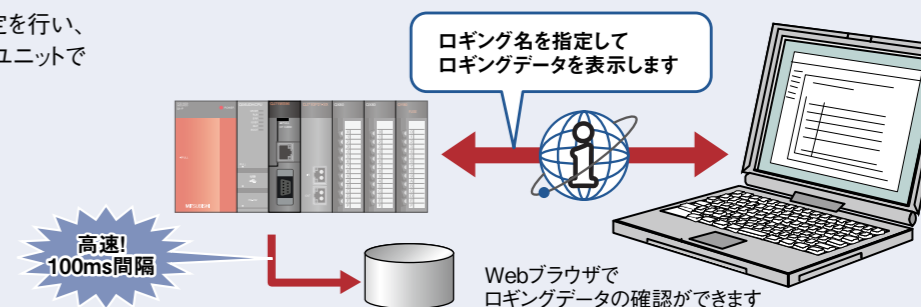 定を行い、
ユニットで
ロギング名を指定して
ロギングデータを表示します
高速!
100ms間隔
Webブラウザで
ロギングデータの確認ができます